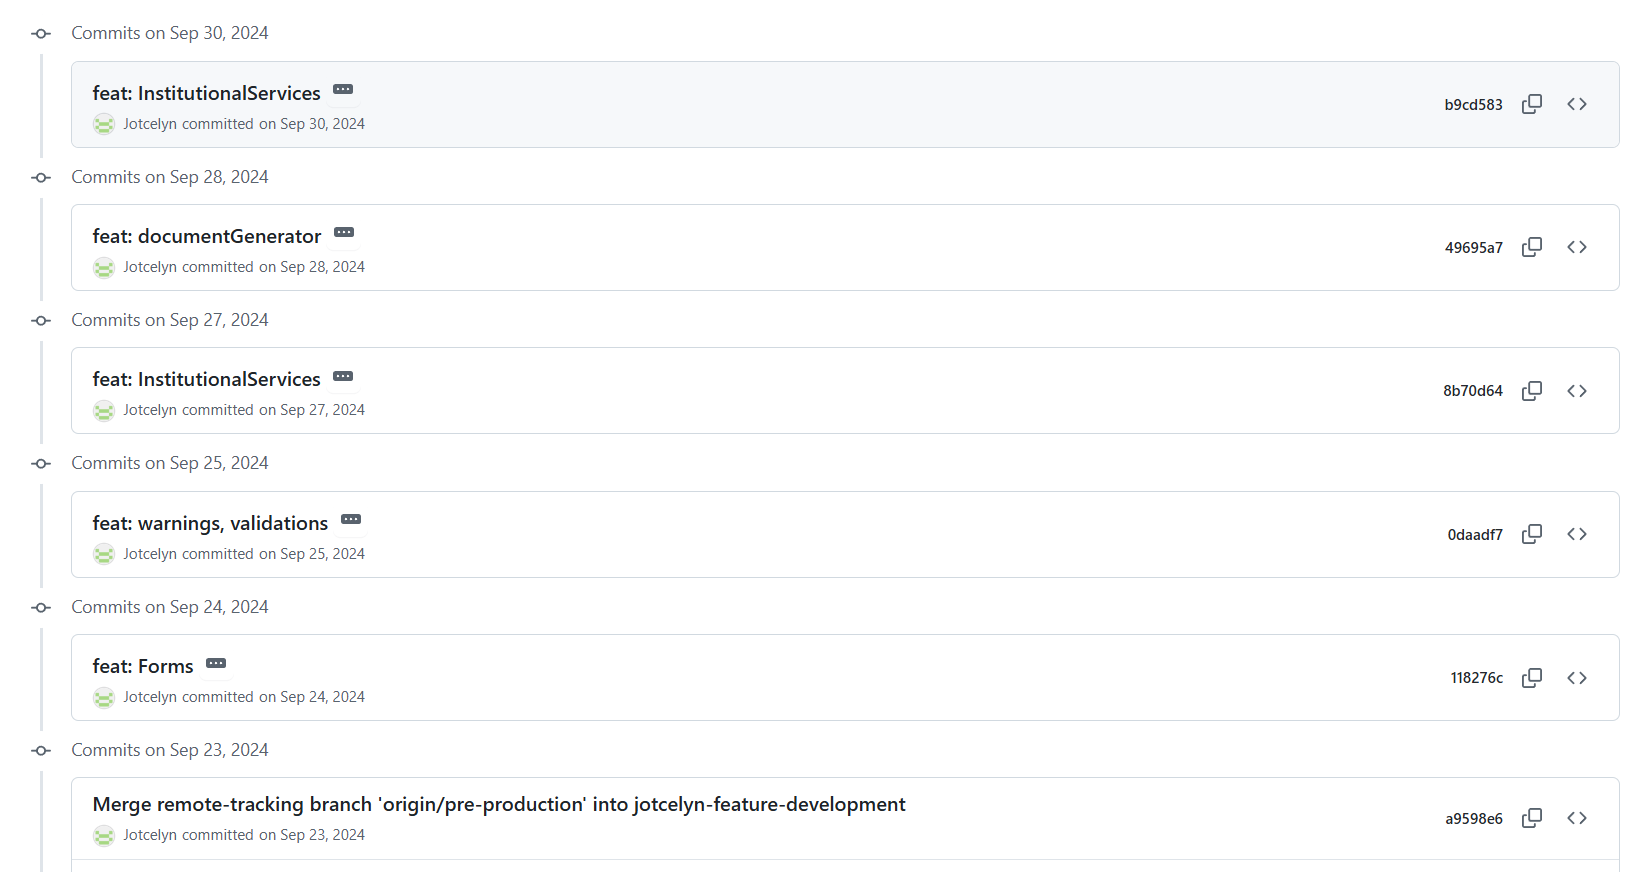 Commits on Sep 30, 2024
feat: InstitutionalServices
Jotcelyn committed on Sep 30, 2024
b9cd583
Commits on Sep 28, 2024
feat: documentGenerator
Jotcelyn committed on Sep 28, 2024
49695a7
Commits on Sep 27, 2024
feat: InstitutionalServices
Jotcelyn committed on Sep 27, 2024
8b70d64
Commits on Sep 25, 2024
feat: warnings, validations
Jotcelyn committed on Sep 25, 2024
0daadf7
Commits on Sep 24, 2024
feat: Forms
Jotcelyn committed on Sep 24, 2024
118276c
Commits on Sep 23, 2024
Merge remote-tracking branch 'origin/pre-production' into jotcelyn-feature-development
Jotcelyn committed on Sep 23, 2024
a9598e6